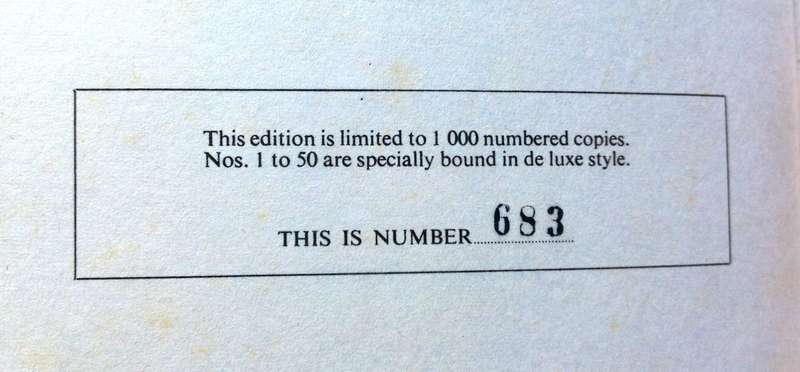 This edition is limited to 1 000 numbered copies.
Nos. 1 to 50 are specially bound in de luxe style.
THIS IS NUMBER 683